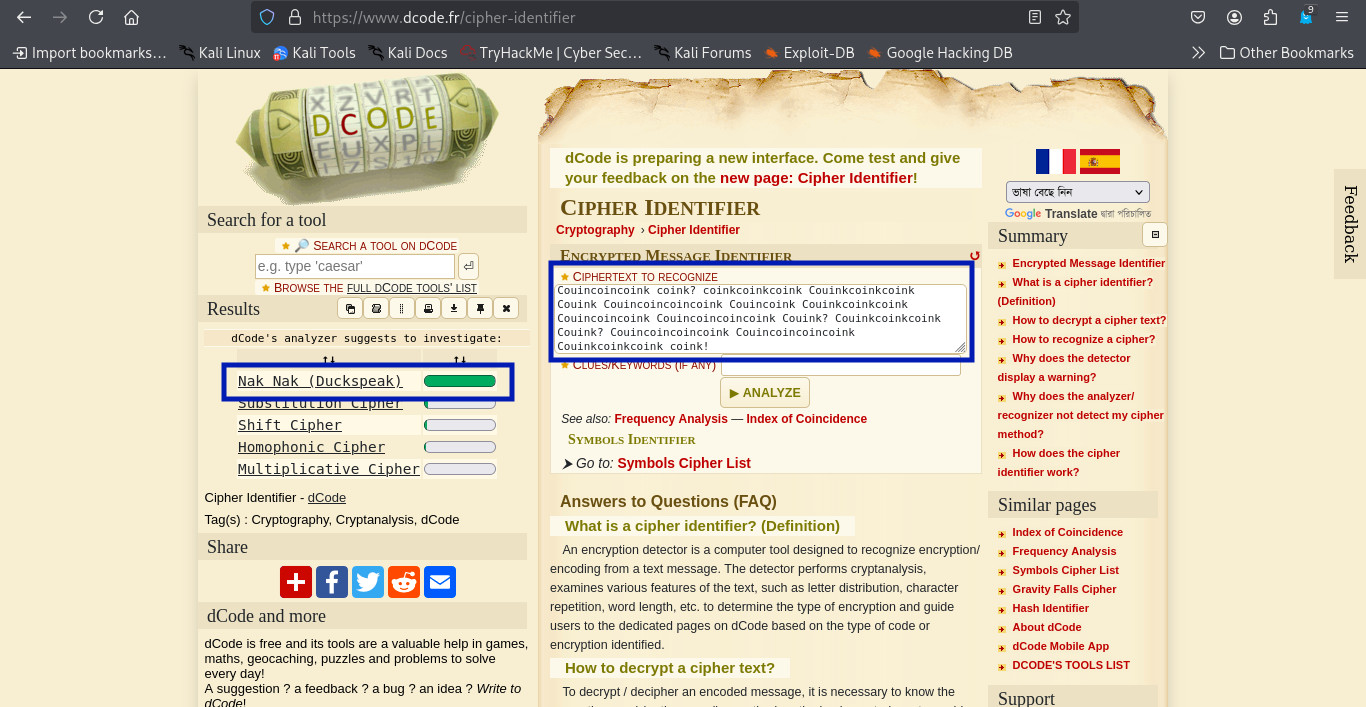 https://www.dcode.fr/cipher-identifier
9
Import bookmarks…
Kali Linux
Kali Tools
Kali Docs
TryHackMe | Cyber Sec…
Kali Forums
Exploit-DB
Google Hacking DB
Other Bookmarks
DCODE
Search for a tool
SEARCH A TOOL ON DCODE
e.g. type 'caesar'
BROWSE THE FULL DCODE TOOLS' LIST
Results
dCode's analyzer suggests to investigate:
Nak Nak (Duckspeak)
Substitution Cipher
Shift Cipher
Homophonic Cipher
Multiplicative Cipher
Cipher Identifier - dCode
Tag(s) : Cryptography, Cryptanalysis, dCode
Share
dCode and more
dCode is free and its tools are a valuable help in games,
maths, geocaching, puzzles and problems to solve
every day!
A suggestion ? a feedback ? a bug ? an idea ? Write to
dCode!
dCode is preparing a new interface. Come test and give
your feedback on the new page: Cipher Identifier!
CIPHER IDENTIFIER
Cryptography › Cipher Identifier
ENCRYPTED MESSAGE IDENTIFIER
CIPHERTEXT TO RECOGNIZE
Couincoincoink coink? coinkcoinkcoink Couinkcoinkcoink
Couink Couincoincoincoink Couincoink Couinkcoinkcoink
Couincoincoink Couincoincoincoink Couink? Couinkcoinkcoink
Couink? Couincoincoincoink Couincoincoincoink
Couinkcoinkcoink coink!
CLUES/KEYWORDS (IF ANY)
▶ ANALYZE
See also: Frequency Analysis — Index of Coincidence
SYMBOLS IDENTIFIER
⮞ Go to: Symbols Cipher List
Answers to Questions (FAQ)
What is a cipher identifier? (Definition)
An encryption detector is a computer tool designed to recognize encryption/
encoding from a text message. The detector performs cryptanalysis,
examines various features of the text, such as letter distribution, character
repetition, word length, etc. to determine the type of encryption and guide
users to the dedicated pages on dCode based on the type of code or
encryption identified.
How to decrypt a cipher text?
To decrypt / decipher an encoded message, it is necessary to know the
ভাষা বেছে নিন
Google Translate দ্বারা পরিচালিত
Summary
Encrypted Message Identifier
What is a cipher identifier?
(Definition)
How to decrypt a cipher text?
How to recognize a cipher?
Why does the detector
display a warning?
Why does the analyzer/
recognizer not detect my cipher
method?
How does the cipher
identifier work?
Similar pages
Index of Coincidence
Frequency Analysis
Symbols Cipher List
Gravity Falls Cipher
Hash Identifier
About dCode
dCode Mobile App
DCODE'S TOOLS LIST
Support
Feedback